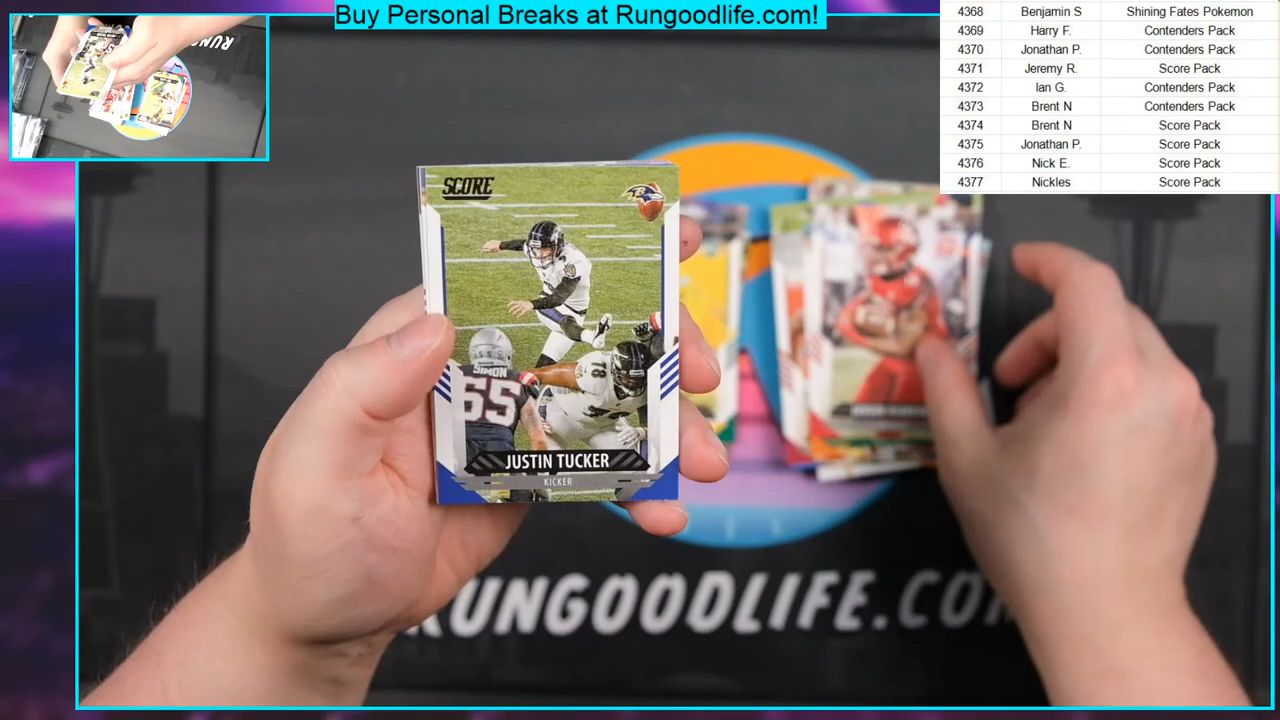 Buy Personal Breaks at Rungoodlife.com!
4368 Benjamin S Shining Fates Pokemon
4369 Harry F. Contenders Pack
4370 Jonathan P. Contenders Pack
4371 Jeremy R. Score Pack
4372 Ian G. Contenders Pack
4373 Brent N Contenders Pack
4374 Brent N Score Pack
4375 Jonathan P. Score Pack
4376 Nick E. Score Pack
4377 Nickles Score Pack
SCORE
SIMON
65
78
JUSTIN TUCKER
KICKER
RUNGOODLIFE.COM